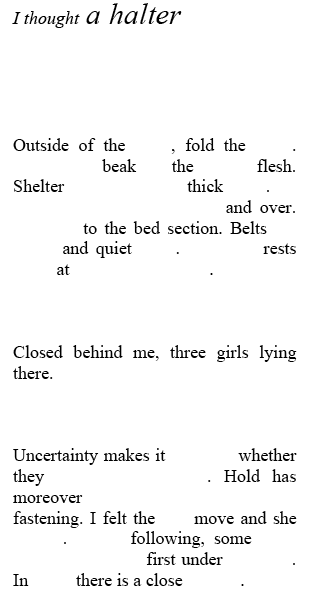 I thought a halter
Outside of the , fold the .
beak the flesh.
Shelter thick .
and over.
to the bed section. Belts
and quiet . rests
at .
Closed behind me, three girls lying
there.
Uncertainty makes it whether
they . Hold has
moreover
fastening. I felt the move and she
. following, some
first under .
In there is a close .